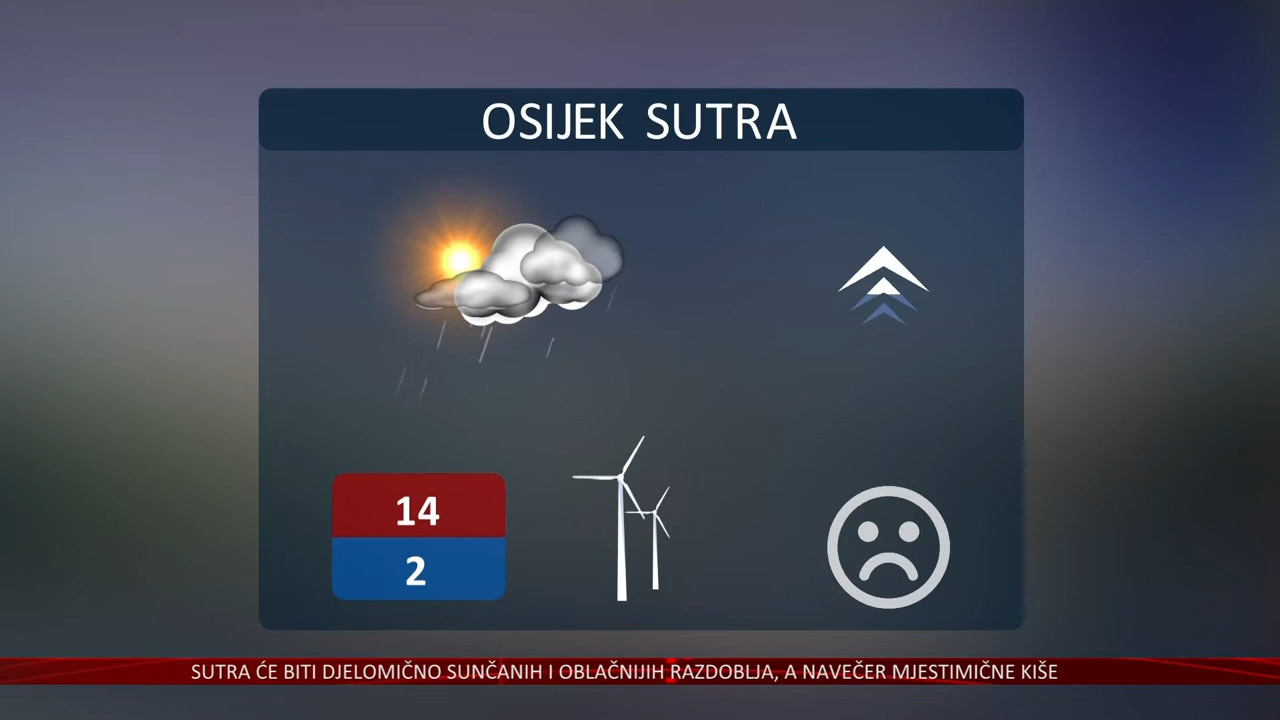 OSIJEK SUTRA
14
2
SUTRA ĆE BITI DJELOMIČNO SUNČANIH I OBLAČNIJIH RAZDOBLJA, A NAVEČER MJESTIMIČNE KIŠE